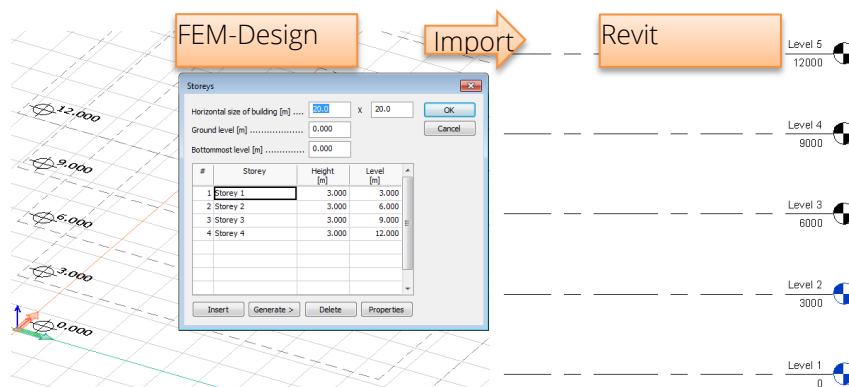 FEM-Design
Import
Revit
Storeys
Horizontal size of building [m] .... 20.0 X 20.0 OK
Ground level [m] ................... 0.000 Cancel
Bottommost level [m] .............. 0.000
# Storey Height [m] Level [m]
1 Storey 1 3.000 3.000
2 Storey 2 3.000 6.000
3 Storey 3 3.000 9.000
4 Storey 4 3.000 12.000
Insert Generate > Delete Properties
12.000
9.000
6.000
3.000
0.000
Level 5
12000
Level 4
9000
Level 3
6000
Level 2
3000
Level 1
0